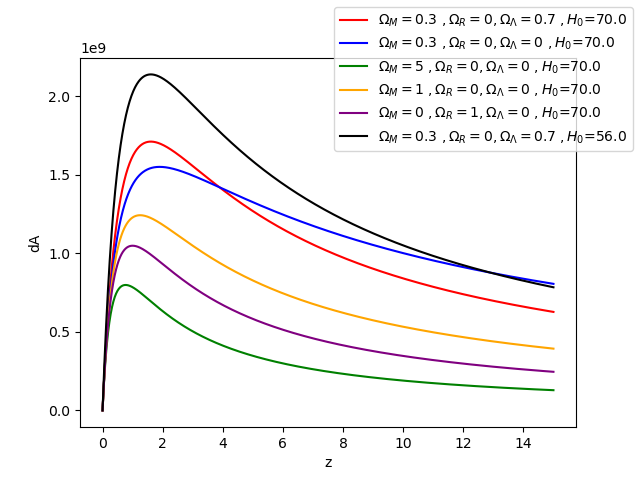 Ω_M = 0.3 , Ω_R = 0, Ω_Λ = 0.7 , H_0=70.0
Ω_M = 0.3 , Ω_R = 0, Ω_Λ = 0 , H_0=70.0
Ω_M = 5 , Ω_R = 0, Ω_Λ = 0 , H_0=70.0
Ω_M = 1 , Ω_R = 0, Ω_Λ = 0 , H_0=70.0
Ω_M = 0 , Ω_R = 1, Ω_Λ = 0 , H_0=70.0
Ω_M = 0.3 , Ω_R = 0, Ω_Λ = 0.7 , H_0=56.0
1e9
2.0
1.5
1.0
0.5
0.0
dA
0 2 4 6 8 10 12 14
z